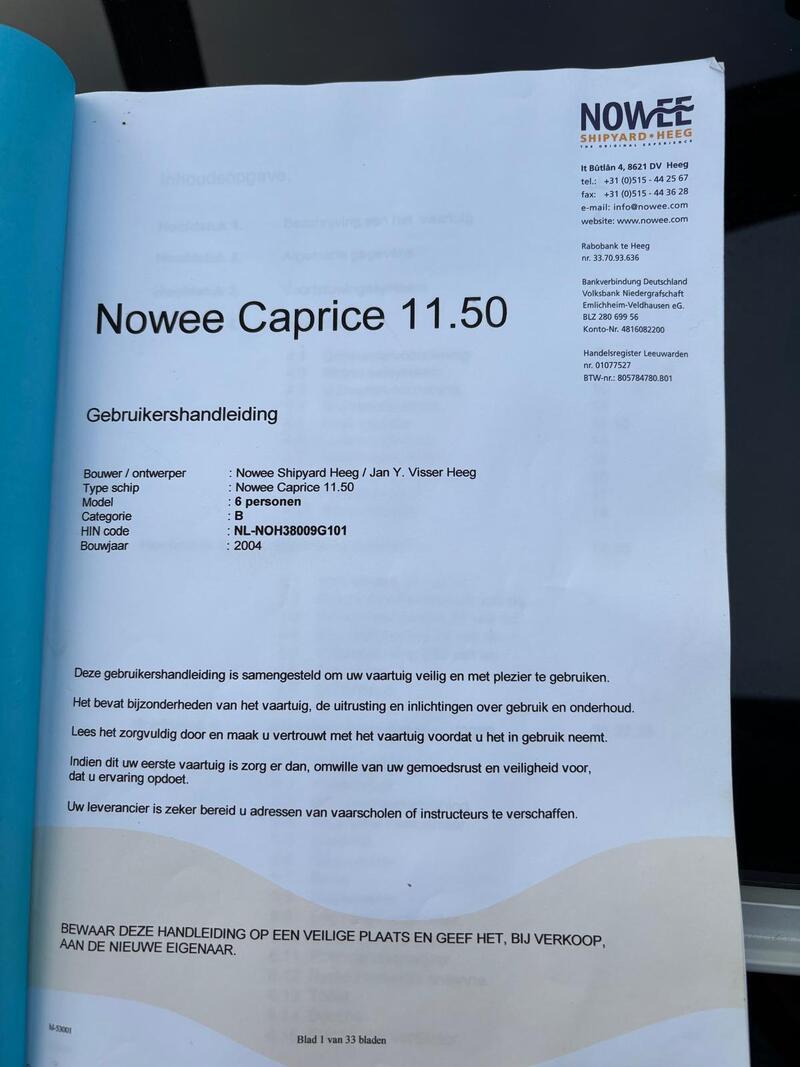 NOWEE
SHIPYARD•HEEG
THE ORIGINAL EXPERIENCE
It Bûtlân 4, 8621 DV Heeg
tel.: +31 (0)515 - 44 25 67
fax: +31 (0)515 - 44 36 28
e-mail: info@nowee.com
website: www.nowee.com
Rabobank te Heeg
nr. 33.70.93.636
Bankverbindung Deutschland
Volksbank Niedergrafschaft
Emlichheim-Veldhausen eG.
BLZ 280 699 56
Konto-Nr. 4816082200
Handelsregister Leeuwarden
nr. 01077527
BTW-nr.: 805784780.B01
Inhoudsopgave.
Nowee Caprice 11.50
Gebruikershandleiding
Bouwer / ontwerper : Nowee Shipyard Heeg / Jan Y. Visser Heeg
Type schip : Nowee Caprice 11.50
Model : 6 personen
Categorie : B
HIN code : NL-NOH38009G101
Bouwjaar : 2004
Deze gebruikershandleiding is samengesteld om uw vaartuig veilig en met plezier te gebruiken.
Het bevat bijzonderheden van het vaartuig, de uitrusting en inlichtingen over gebruik en onderhoud.
Lees het zorgvuldig door en maak u vertrouwt met het vaartuig voordat u het in gebruik neemt.
Indien dit uw eerste vaartuig is zorg er dan, omwille van uw gemoedsrust en veiligheid voor,
dat u ervaring opdoet.
Uw leverancier is zeker bereid u adressen van vaarscholen of instructeurs te verschaffen.
BEWAAR DEZE HANDLEIDING OP EEN VEILIGE PLAATS EN GEEF HET, BIJ VERKOOP,
AAN DE NIEUWE EIGENAAR.
Blad 1 van 33 bladen